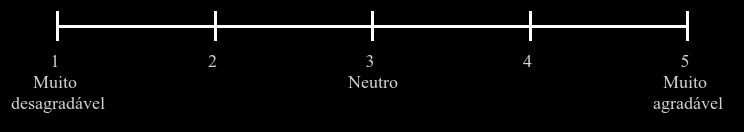 1 2 3 4 5
Muito Neutro Muito
desagradável agradável